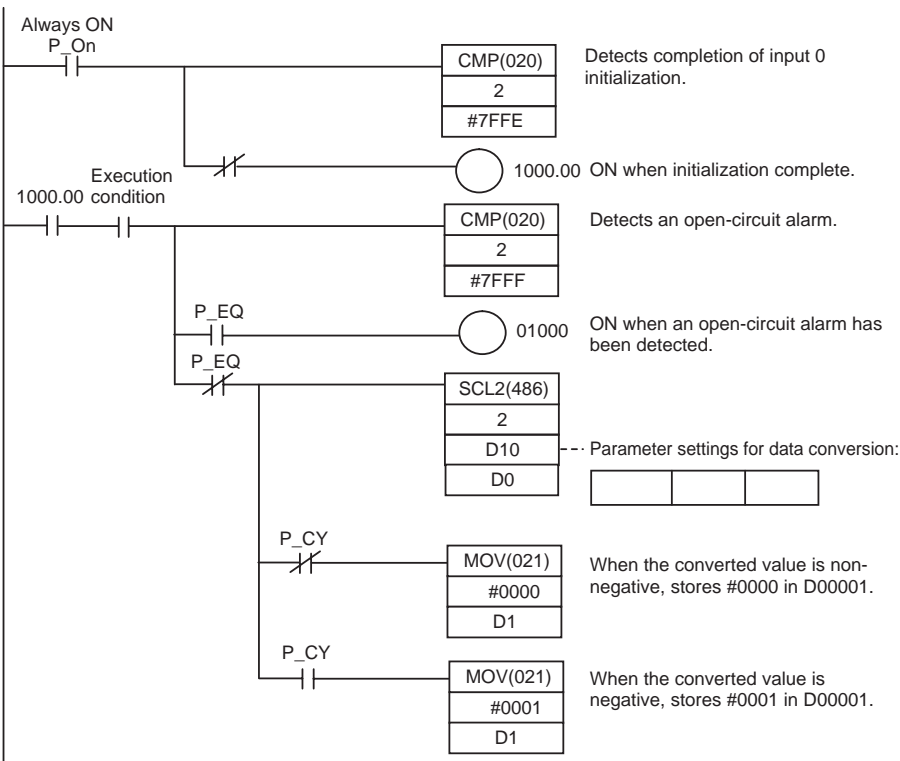 Always ON
P_On
CMP(020)
2
#7FFE
Detects completion of input 0
initialization.
1000.00 ON when initialization complete.
Execution
1000.00 condition
CMP(020)
2
#7FFF
Detects an open-circuit alarm.
P_EQ
01000
ON when an open-circuit alarm has
been detected.
P_EQ
SCL2(486)
2
D10
D0
Parameter settings for data conversion:
P_CY
MOV(021)
#0000
D1
When the converted value is non-
negative, stores #0000 in D00001.
P_CY
MOV(021)
#0001
D1
When the converted value is
negative, stores #0001 in D00001.